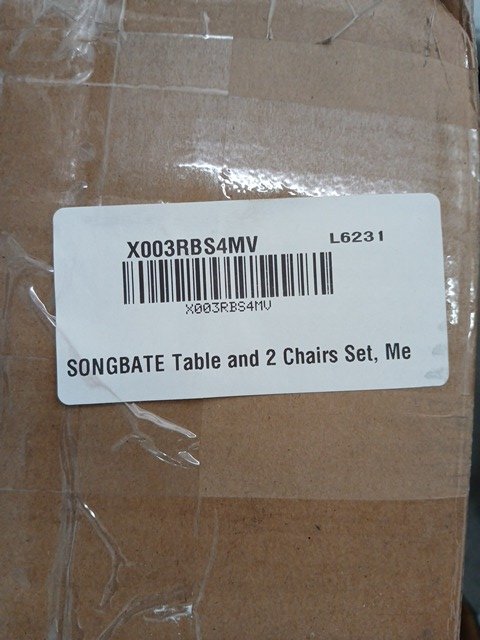 X003RBS4MV L6231
X003RBS4MV
SONGBATE Table and 2 Chairs Set, Me